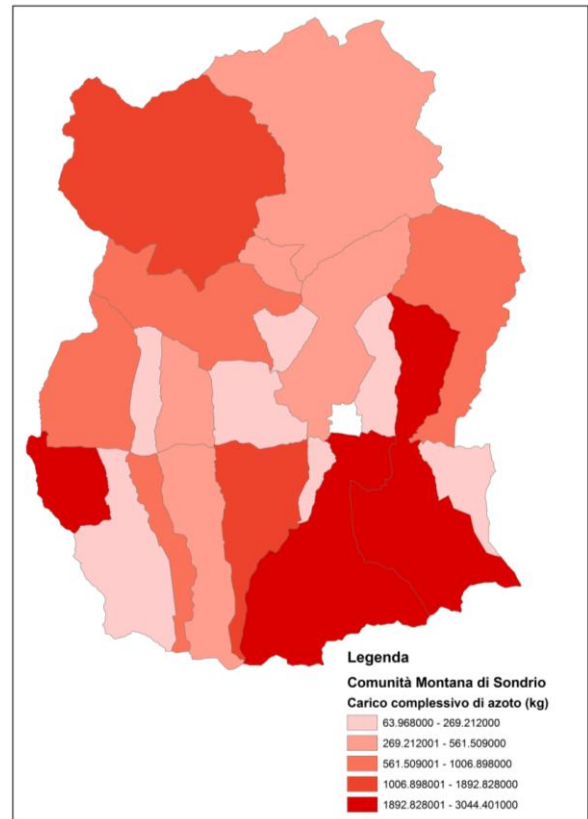 Legenda
Comunità Montana di Sondrio
Carico complessivo di azoto (kg)
63.968000 - 269.212000
269.212001 - 561.509000
561.509001 - 1006.898000
1006.898001 - 1892.828000
1892.828001 - 3044.401000